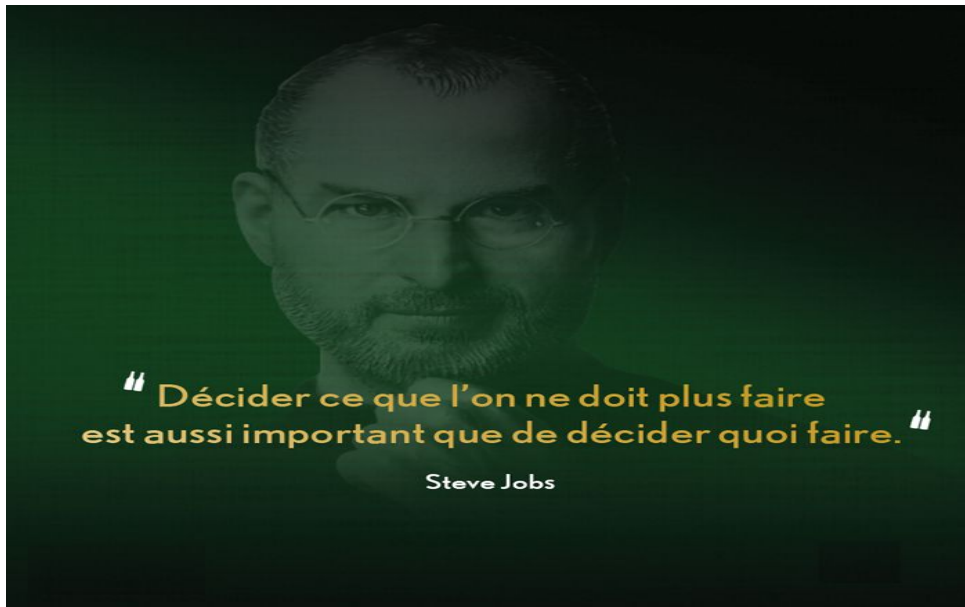 “ Décider ce que l’on ne doit plus faire
est aussi important que de décider quoi faire. “
Steve Jobs